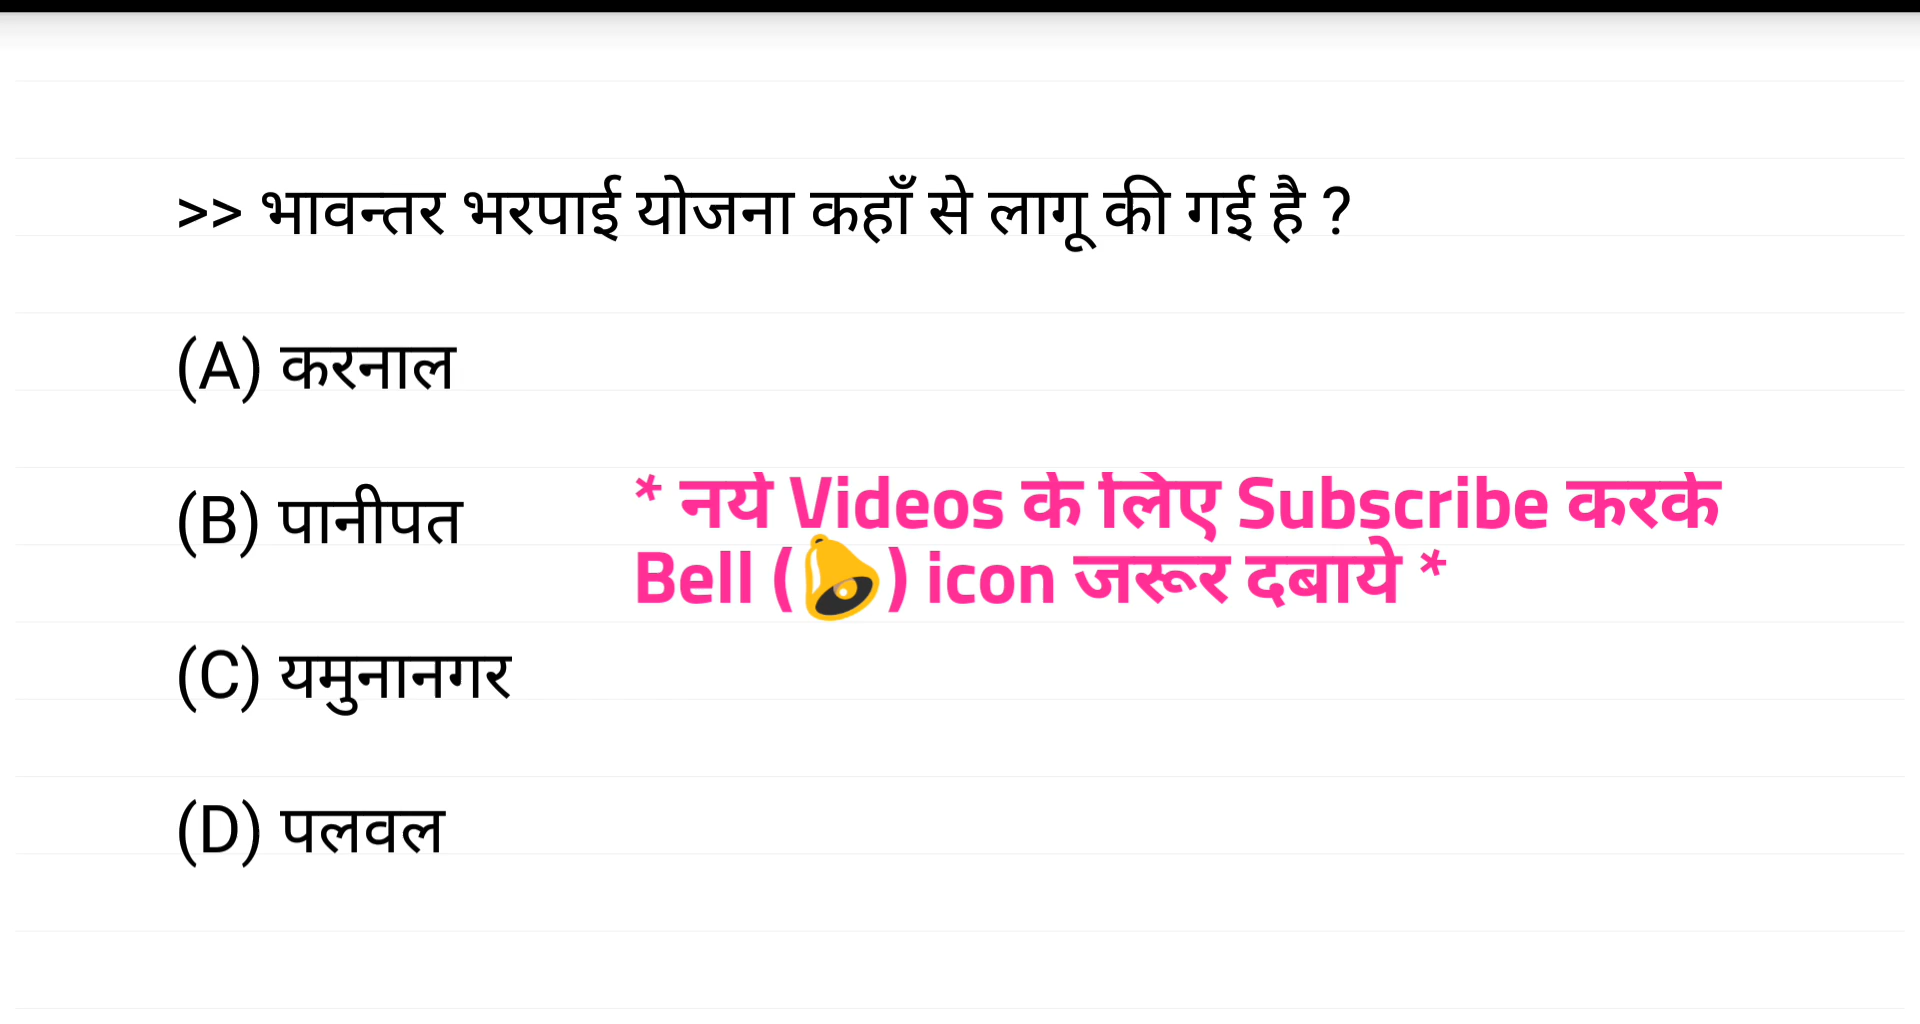 >> भावन्तर भरपाई योजना कहाँ से लागू की गई है ?
(A) करनाल
(B) पानीपत
* नये Videos के लिए Subscribe करके
Bell (🔔) icon जरूर दबाये *
(C) यमुनानगर
(D) पलवल